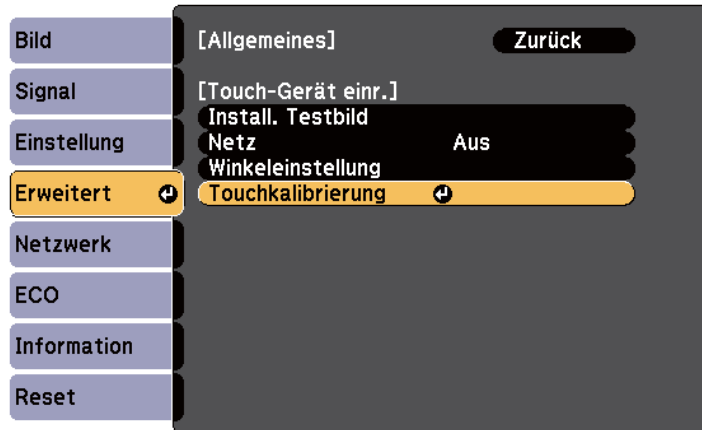 Bild
Signal
Einstellung
Erweitert
Netzwerk
ECO
Information
Reset
[Allgemeines] Zurück
[Touch-Gerät einr.]
Install. Testbild
Netz Aus
Winkeleinstellung
Touchkalibrierung